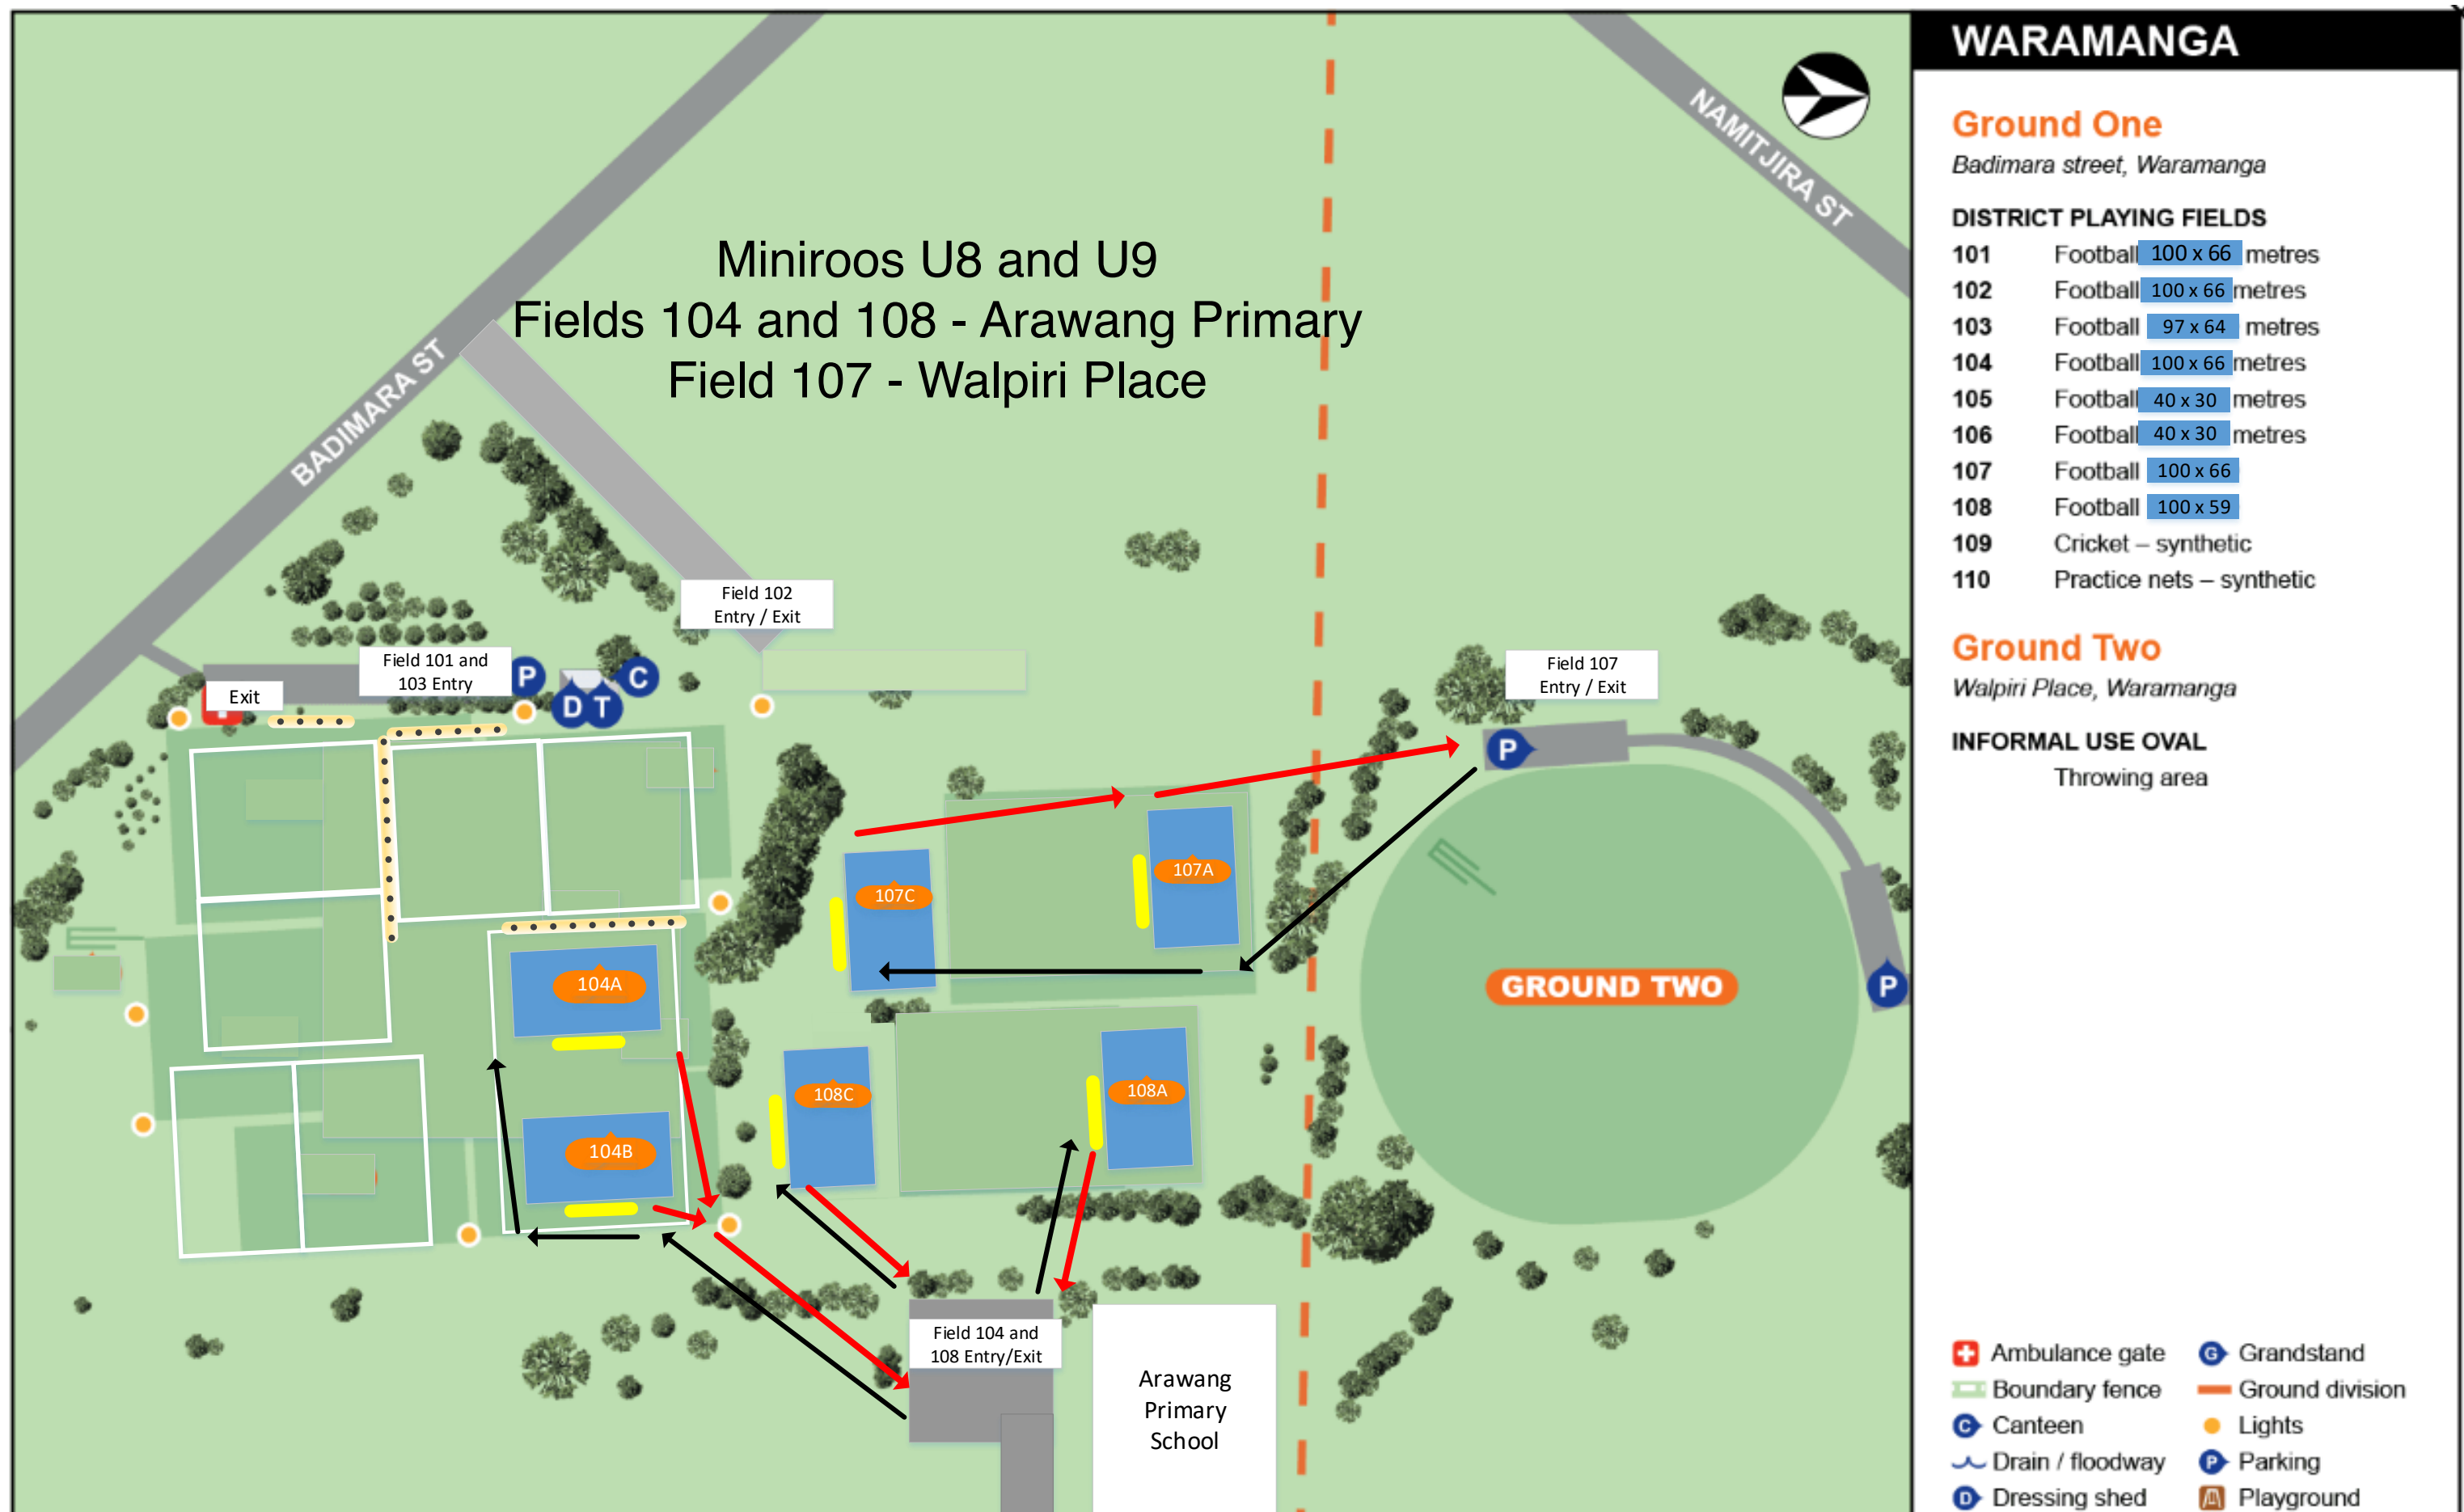 WARAMANGA
Ground One
Badimara street, Waramanga
DISTRICT PLAYING FIELDS
101 Football 100 x 66 metres
102 Football 100 x 66 metres
103 Football 97 x 64 metres
104 Football 100 x 66 metres
105 Football 40 x 30 metres
106 Football 40 x 30 metres
107 Football 100 x 66
108 Football 100 x 59
109 Cricket – synthetic
110 Practice nets – synthetic
Ground Two
Walpiri Place, Waramanga
INFORMAL USE OVAL
Throwing area
Ambulance gate
Boundary fence
C Canteen
Drain / floodway
D Dressing shed
G Grandstand
Ground division
Lights
P Parking
Playground
NAMITJIRA ST
BADIMARA ST
Miniroos U8 and U9
Fields 104 and 108 - Arawang Primary
Field 107 - Walpiri Place
Field 102
Entry / Exit
Field 101 and
103 Entry
Exit
P
C
D
T
Field 107
Entry / Exit
P
107A
107C
104A
GROUND TWO
P
108A
108C
104B
Field 104 and
108 Entry/Exit
Arawang
Primary
School